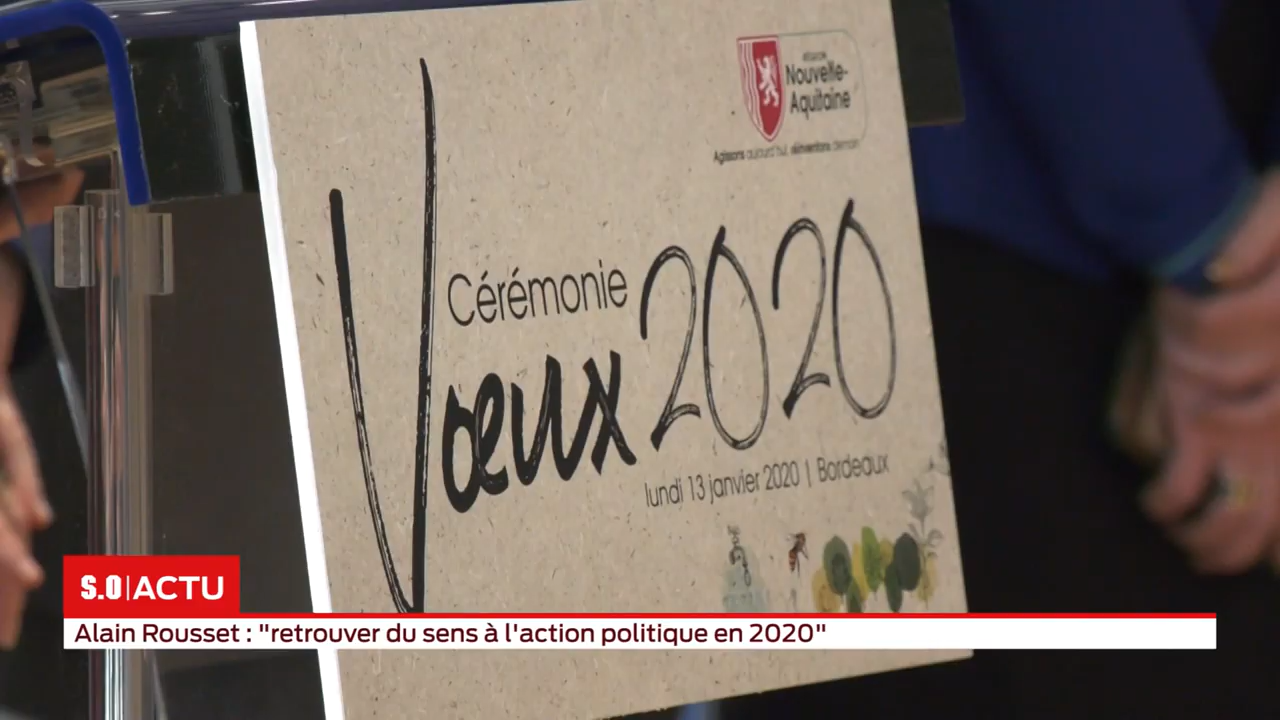 RÉGION
Nouvelle-
Aquitaine
Agissons aujourd'hui, réinventons demain
Cérémonie
Vœux 2020
lundi 13 janvier 2020 | Bordeaux
S.O|ACTU
Alain Rousset : "retrouver du sens à l'action politique en 2020"